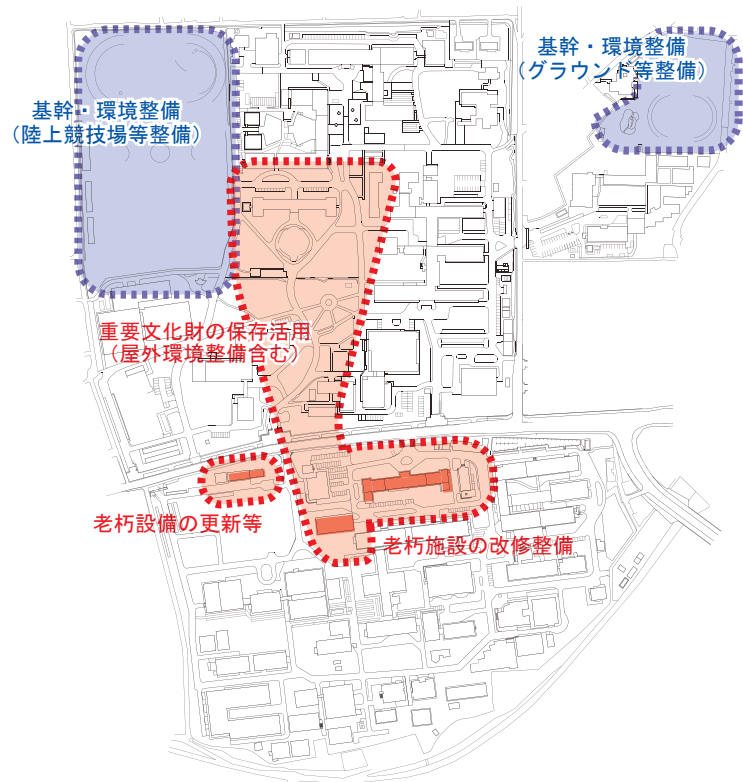 基幹・環境整備
（グラウンド等整備）
基幹・環境整備
（陸上競技場等整備）
重要文化財の保存活用
（屋外環境整備含む）
老朽設備の更新等
老朽施設の改修整備